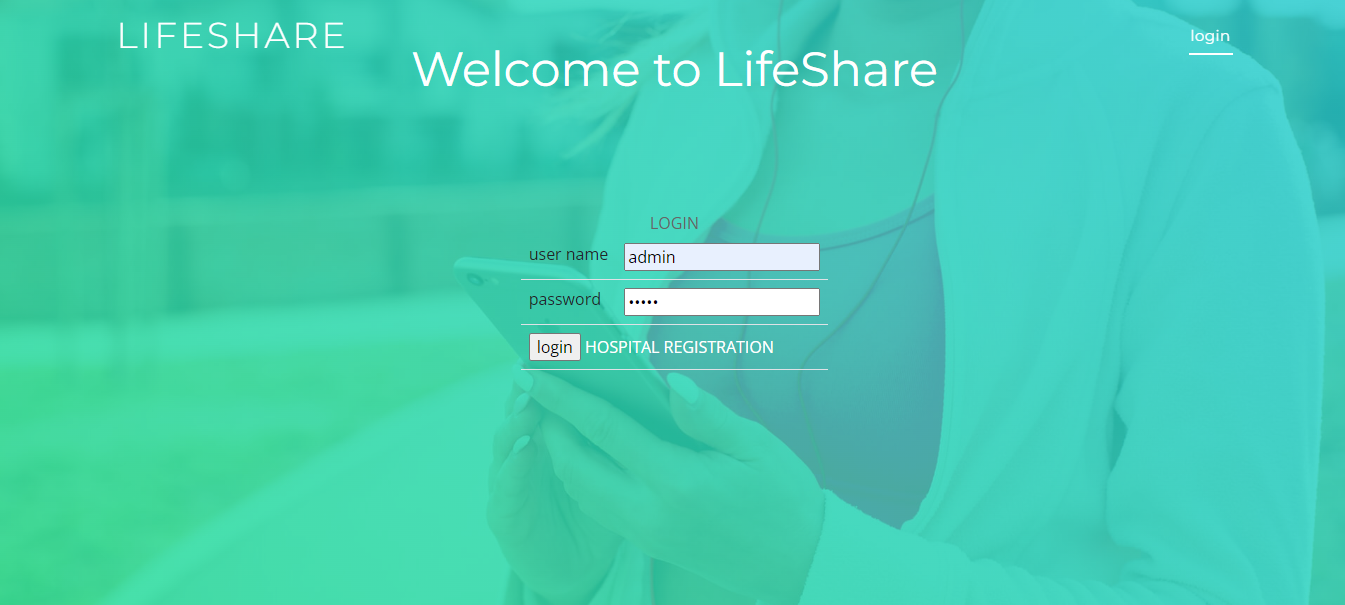 LIFESHARE
login
Welcome to LifeShare
LOGIN
user name admin
password •••••
login HOSPITAL REGISTRATION